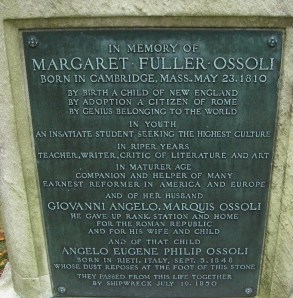 IN MEMORY OF
MARGARET · FULLER · OSSOLI
BORN IN CAMBRIDGE, MASS. MAY 23, 1810
BY BIRTH A CHILD OF NEW ENGLAND
BY ADOPTION A CITIZEN OF ROME
BY GENIUS BELONGING TO THE WORLD
IN YOUTH
AN INSATIATE STUDENT SEEKING THE HIGHEST CULTURE
IN RIPER YEARS
TEACHER, WRITER, CRITIC OF LITERATURE AND ART
IN MATURER AGE
COMPANION AND HELPER OF MANY
EARNEST REFORMER IN AMERICA AND EUROPE
AND OF HER HUSBAND
GIOVANNI ANGELO, MARQUIS OSSOLI
HE GAVE UP RANK, STATION AND HOME
FOR THE ROMAN REPUBLIC
AND FOR HIS WIFE AND CHILD
AND OF THAT CHILD
ANGELO EUGENE PHILIP OSSOLI
BORN IN RIETI, ITALY, SEPT. 5, 1848
WHOSE DUST REPOSES AT THE FOOT OF THIS STONE
THEY PASSED FROM THIS LIFE TOGETHER
BY SHIPWRECK JULY 19, 1850